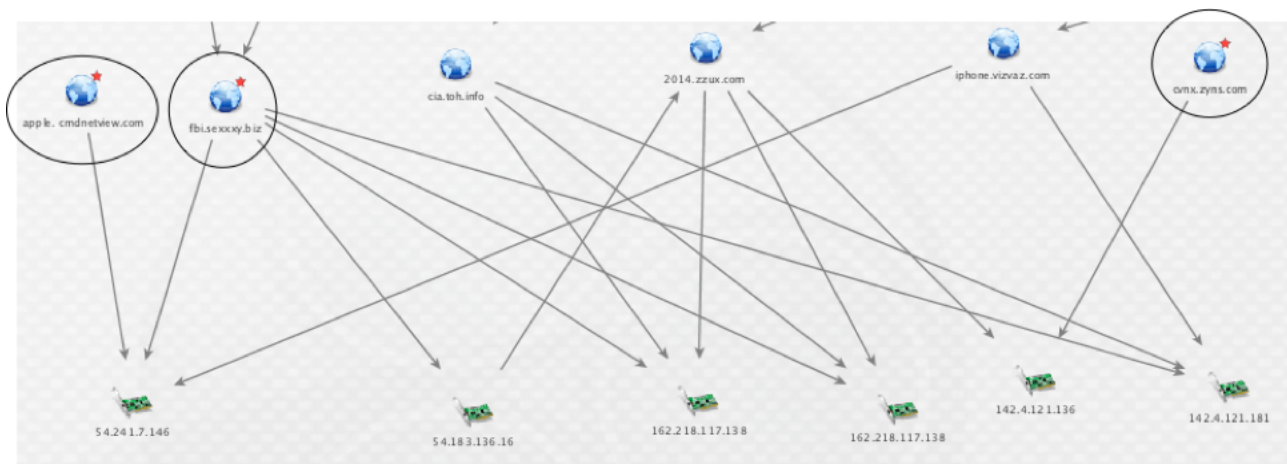 apple. cmdnetview.com
fbi.sexxxy.biz
cia.toh.info
2014.zzux.com
iphone.vizvaz.com
cvnx.zyns.com
54.241.7.146
54.183.136.16
162.218.117.138
162.218.117.138
142.4.121.136
142.4.121.181